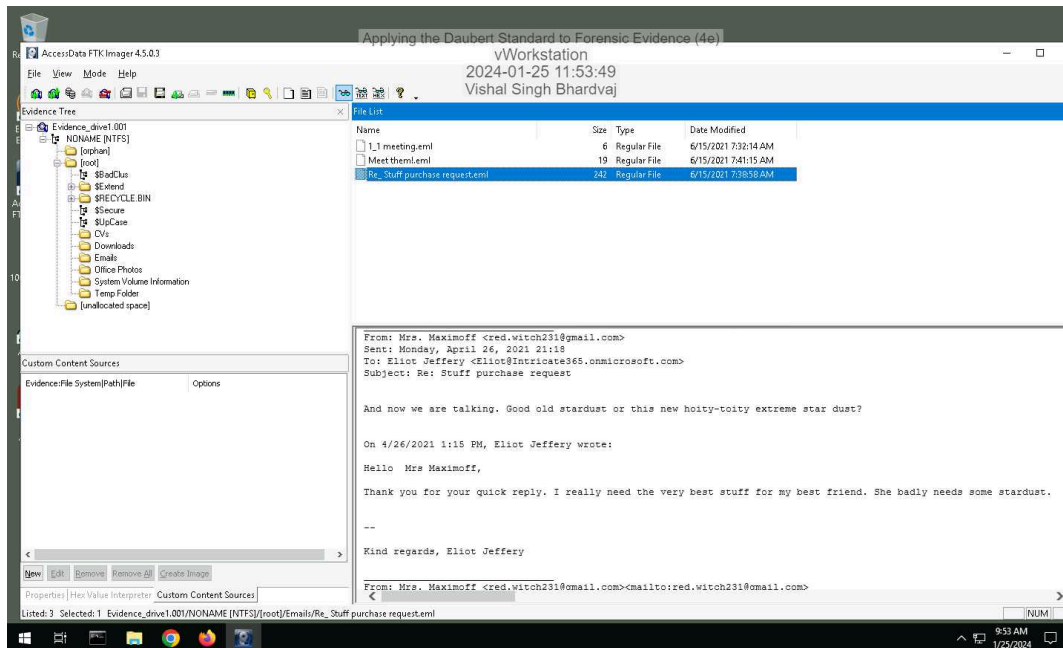 Applying the Daubert Standard to Forensic Evidence (4e)
vWorkstation
2024-01-25 11:53:49
Vishal Singh Bhardvaj
AccessData FTK Imager 4.5.0.3
File View Mode Help
Evidence Tree
Evidence_drive1.001
NONAME [NTFS]
[orphan]
[root]
$BadClus
$Extend
$RECYCLE.BIN
$Secure
$UpCase
CVs
Downloads
Emails
Office Photos
System Volume Information
Temp Folder
[unallocated space]
File List
Name Size Type Date Modified
1_1 meeting.eml 6 Regular File 6/15/2021 7:32:14 AM
Meet them!.eml 19 Regular File 6/15/2021 7:41:15 AM
Re_ Stuff purchase request.eml 242 Regular File 6/15/2021 7:38:58 AM
Custom Content Sources
Evidence:File System|Path|File Options
New Edit Remove Remove All Create Image
Properties Hex Value Interpreter Custom Content Sources
From: Mrs. Maximoff <red.witch231@gmail.com>
Sent: Monday, April 26, 2021 21:18
To: Eliot Jeffery <Eliot@Intricate365.onmicrosoft.com>
Subject: Re: Stuff purchase request
And now we are talking. Good old stardust or this new hoity-toity extreme star dust?
On 4/26/2021 1:15 PM, Eliot Jeffery wrote:
Hello Mrs Maximoff,
Thank you for your quick reply. I really need the very best stuff for my best friend. She badly needs some stardust.
--
Kind regards, Eliot Jeffery
From: Mrs. Maximoff <red.witch231@gmail.com><mailto:red.witch231@gmail.com>
Listed: 3 Selected: 1 Evidence_drive1.001/NONAME [NTFS]/[root]/Emails/Re_ Stuff purchase request.eml
NUM
9:53 AM
1/25/2024